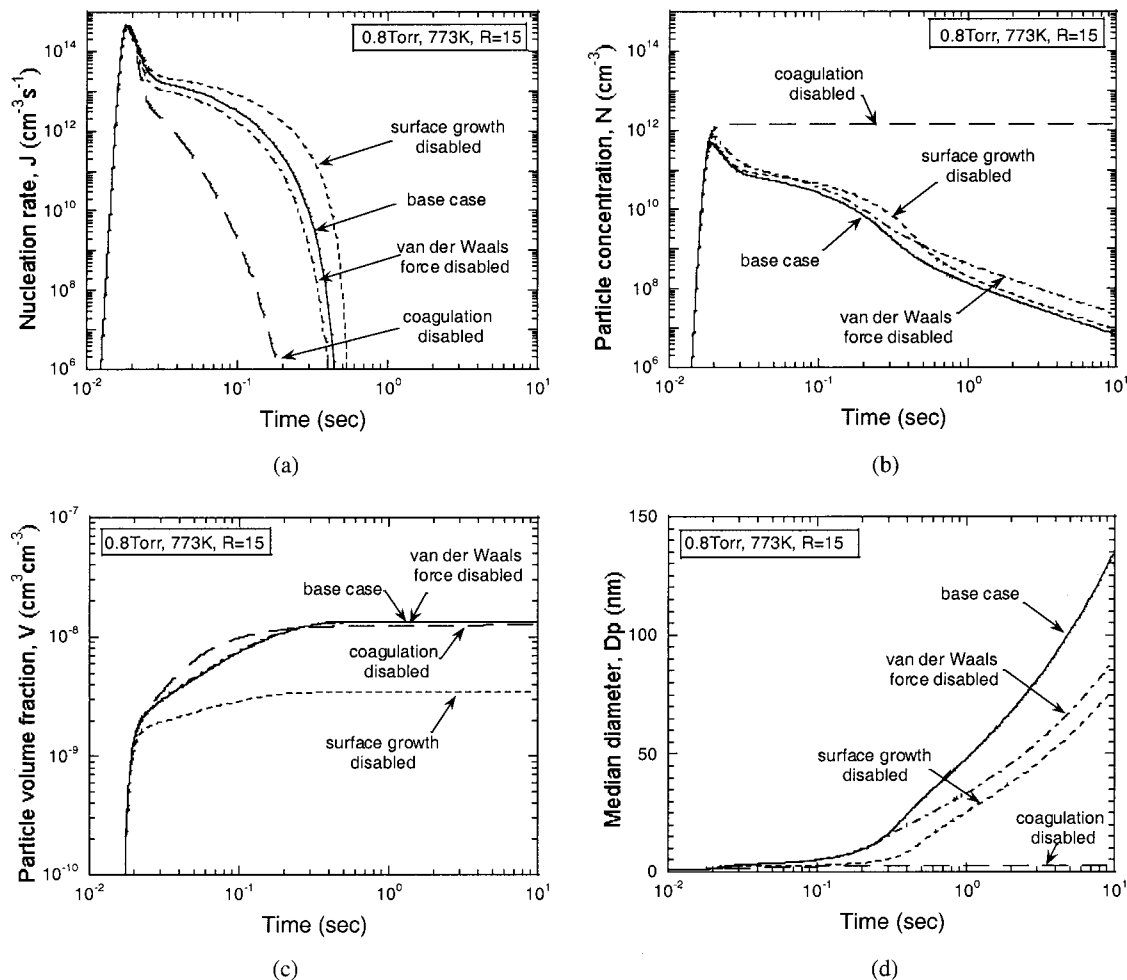 0.8Torr, 773K, R=15
Nucleation rate, J (cm⁻³s⁻¹)
10¹⁴
10¹²
10¹⁰
10⁸
10⁶
surface growth
disabled
base case
van der Waals
force disabled
coagulation
disabled
10⁻² 10⁻¹ 10⁰ 10¹
Time (sec)
(a)
0.8Torr, 773K, R=15
Particle concentration, N (cm⁻³)
10¹⁴
10¹²
10¹⁰
10⁸
10⁶
coagulation
disabled
surface growth
disabled
base case
van der Waals
force disabled
10⁻² 10⁻¹ 10⁰ 10¹
Time (sec)
(b)
0.8Torr, 773K, R=15
Particle volume fraction, V (cm³cm⁻³)
10⁻⁷
10⁻⁸
10⁻⁹
10⁻¹⁰
van der Waals
force disabled
base case
coagulation
disabled
surface growth
disabled
10⁻² 10⁻¹ 10⁰ 10¹
Time (sec)
(c)
0.8Torr, 773K, R=15
Median diameter, Dp (nm)
150
100
50
0
base case
van der Waals
force disabled
surface growth
disabled
coagulation
disabled
10⁻² 10⁻¹ 10⁰ 10¹
Time (sec)
(d)